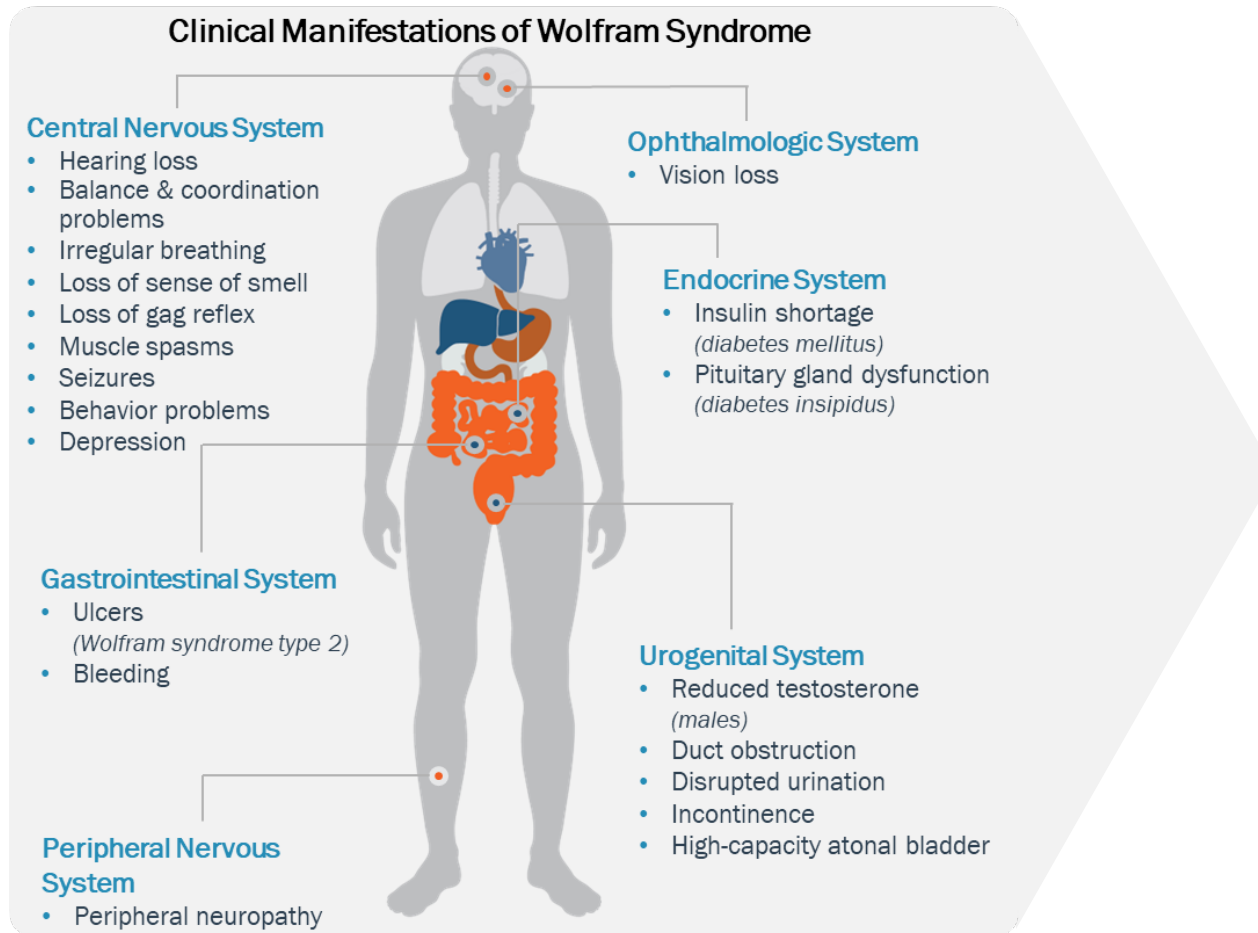 Clinical Manifestations of Wolfram Syndrome
Central Nervous System
• Hearing loss
• Balance & coordination
problems
• Irregular breathing
• Loss of sense of smell
• Loss of gag reflex
• Muscle spasms
• Seizures
• Behavior problems
• Depression
Ophthalmologic System
• Vision loss
Endocrine System
• Insulin shortage
(diabetes mellitus)
• Pituitary gland dysfunction
(diabetes insipidus)
Gastrointestinal System
• Ulcers
(Wolfram syndrome type 2)
• Bleeding
Urogenital System
• Reduced testosterone
(males)
• Duct obstruction
• Disrupted urination
• Incontinence
• High-capacity atonal bladder
Peripheral Nervous
System
• Peripheral neuropathy